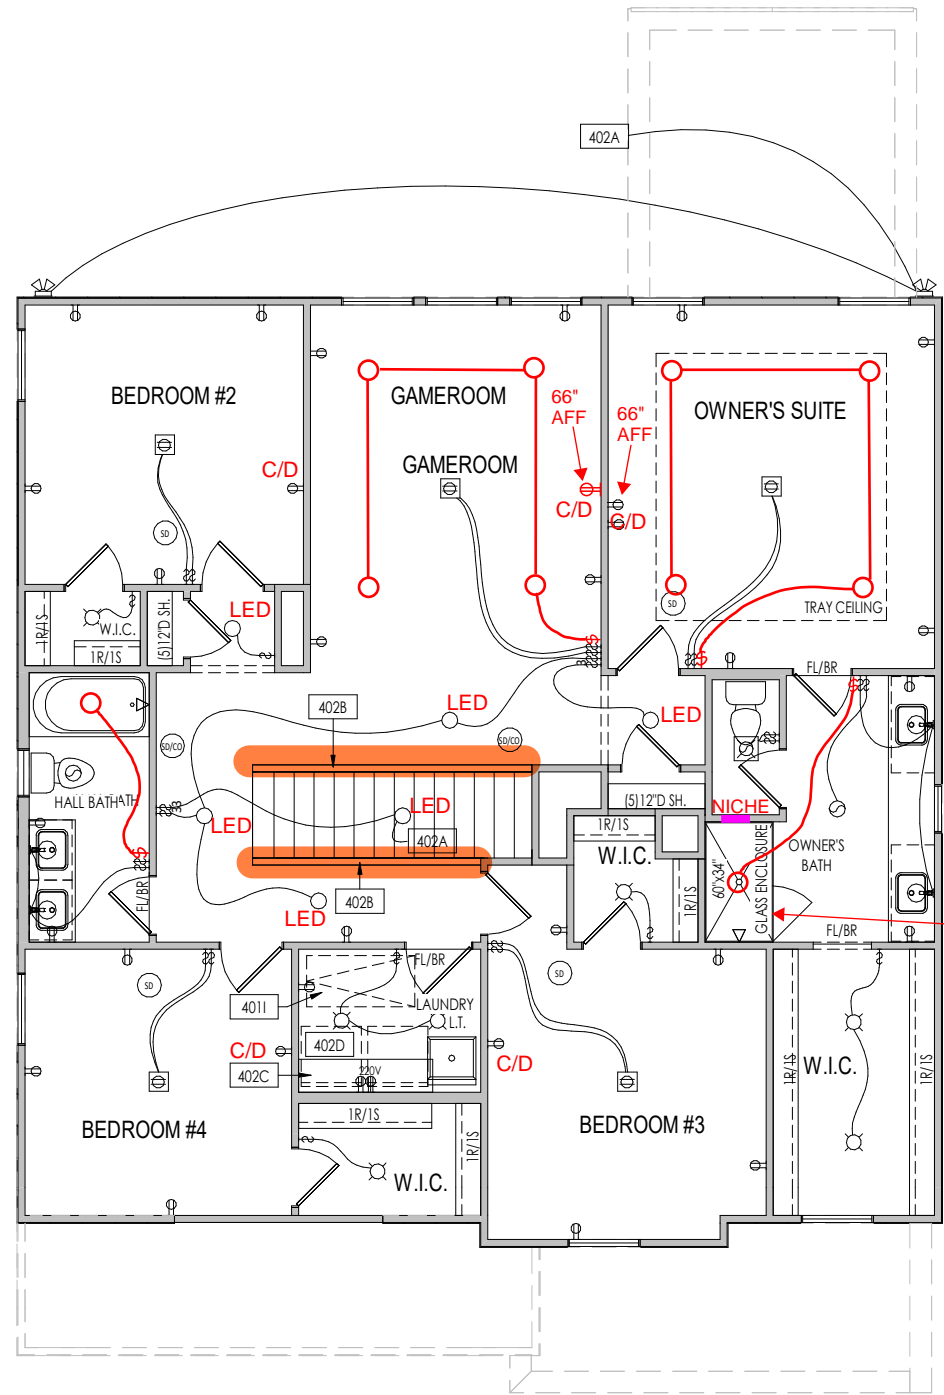 402A
BEDROOM #2
GAMEROOM
GAMEROOM
OWNER'S SUITE
66"
AFF
66"
AFF
C/D
C/D
C/D
SD
SD
TRAY CEILING
1R/1S
W.I.C.
1R/1S
(5)12"D SH.
LED
FL/BR
402B
LED
LED
SD/CO
SD/CO
(5)12"D SH.
NICHE
HALL BATH
LED
LED
402A
1R/1S
W.I.C.
1R/1S
60"x34"
GLASS ENCLOSURE
OWNER'S
BATH
FL/BR
402B
LED
FL/BR
FL/BR
SD
SD
401I
LAUNDRY
L.T.
402D
C/D
402C
220V
C/D
1R/1S
W.I.C.
1R/1S
BEDROOM #4
1R/1S
1R/1S
W.I.C.
BEDROOM #3